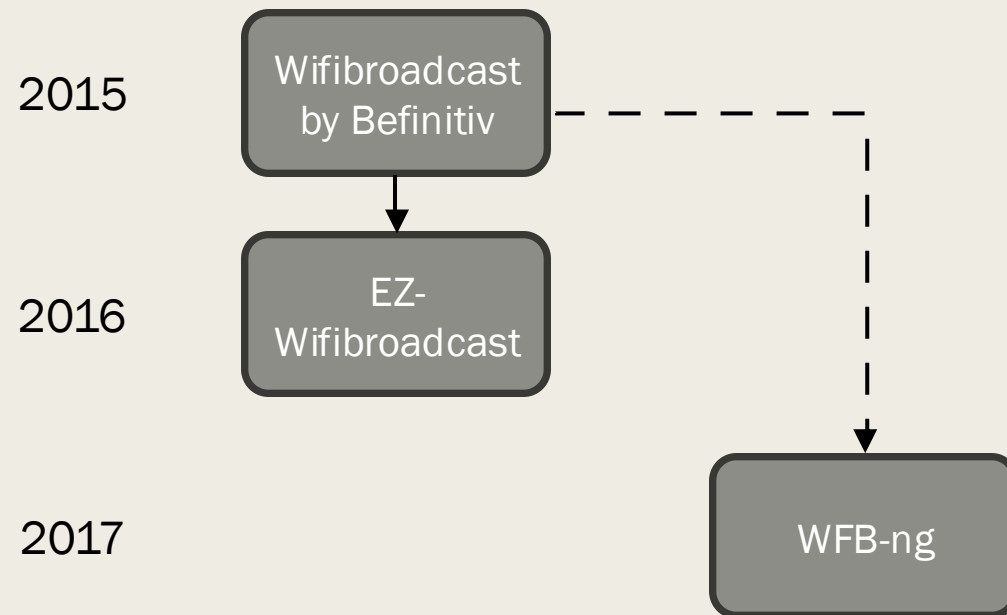 2015
Wifibroadcast
by Befinitiv
2016
EZ-
Wifibroadcast
2017
WFB-ng